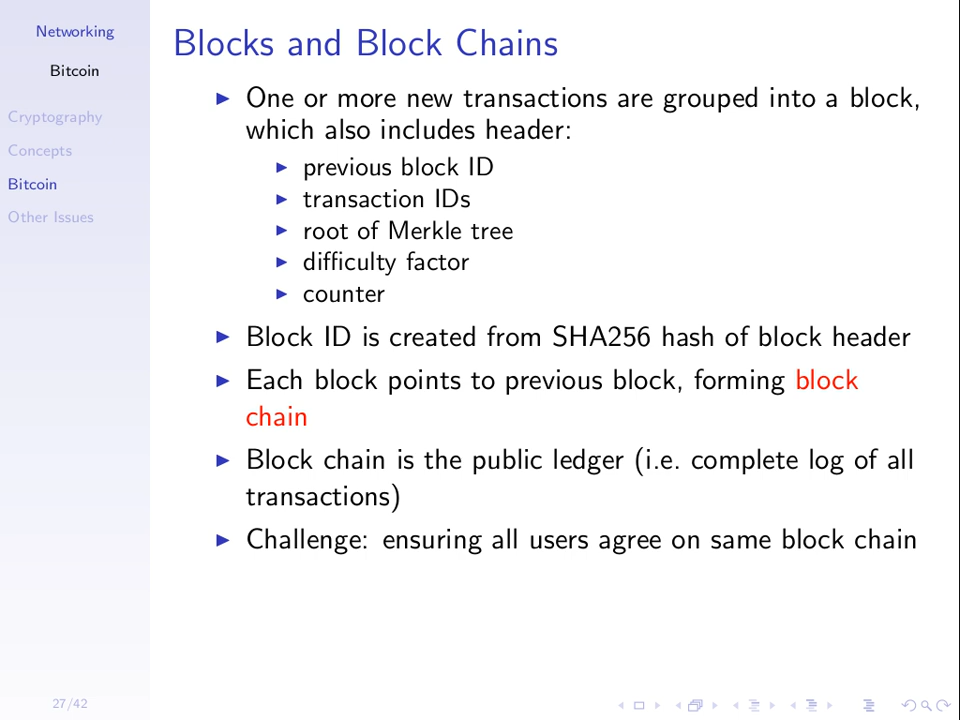 Networking
Bitcoin
Cryptography
Concepts
Bitcoin
Other Issues
27/42
Blocks and Block Chains
One or more new transactions are grouped into a block,
which also includes header:
previous block ID
transaction IDs
root of Merkle tree
difficulty factor
counter
Block ID is created from SHA256 hash of block header
Each block points to previous block, forming block
chain
Block chain is the public ledger (i.e. complete log of all
transactions)
Challenge: ensuring all users agree on same block chain